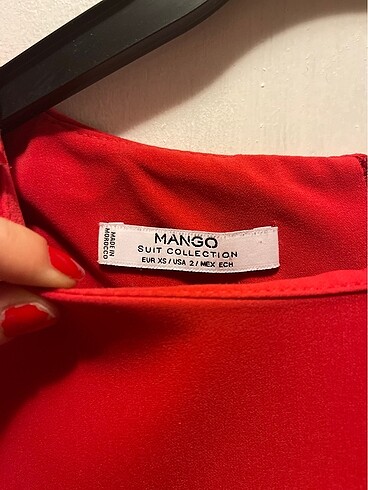 MADE IN
MOROCCO
MANGO
SUIT COLLECTION
EUR XS / USA 2 / MEX ECH